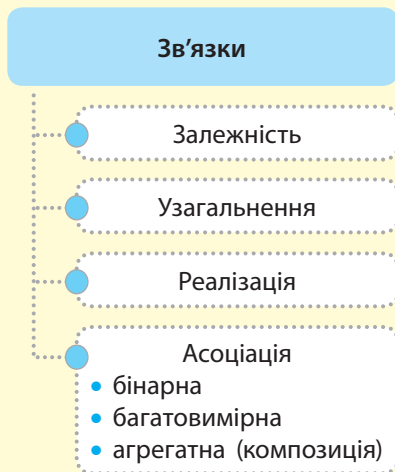 Зв’язки
Залежність
Узагальнення
Реалізація
Асоціація
• бінарна
• багатовимірна
• агрегатна (композиція)